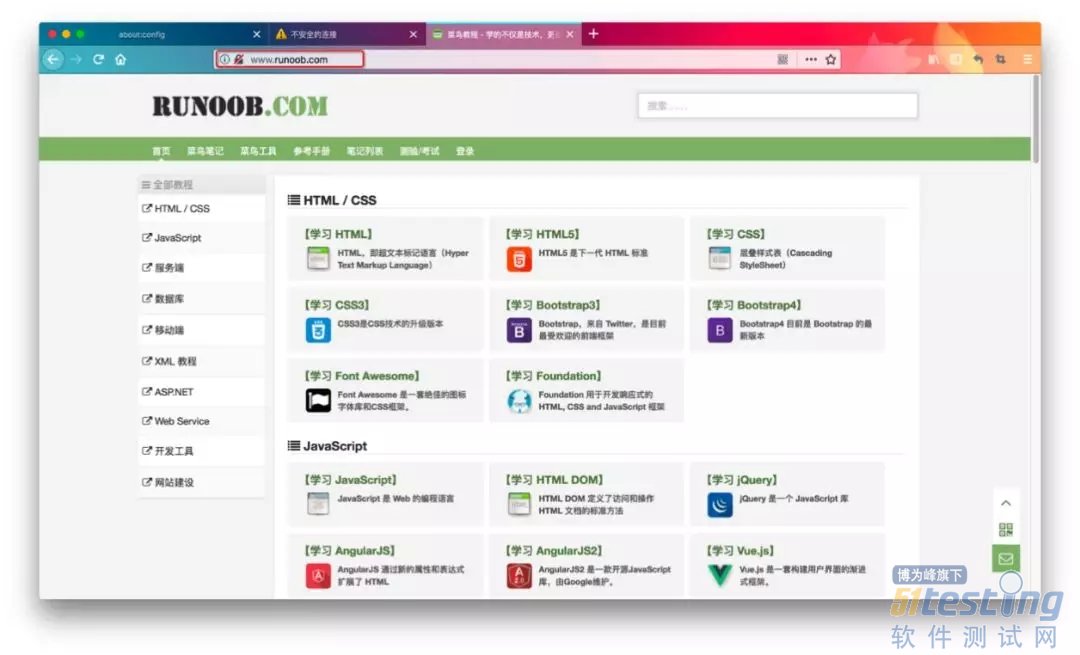 about:config
不安全的连接
菜鸟教程 - 学的不仅是技术，更
www.runoob.com
RUNOOB.COM
搜索……
首页 菜鸟笔记 菜鸟工具 参考手册 笔记列表 测验/考试 登录
全部教程
HTML / CSS
JavaScript
服务端
数据库
移动端
XML 教程
ASP.NET
Web Service
开发工具
网站建设
HTML / CSS
【学习 HTML】
HTML，即超文本标记语言（Hyper
Text Markup Language）
【学习 HTML5】
HTML5 是下一代 HTML 标准
【学习 CSS】
层叠样式表（Cascading
StyleSheet）
【学习 CSS3】
CSS3是CSS技术的升级版本
【学习 Bootstrap3】
Bootstrap，来自 Twitter，是目前
最受欢迎的前端框架
【学习 Bootstrap4】
Bootstrap4 目前是 Bootstrap 的最
新版本
【学习 Font Awesome】
Font Awesome 是一套绝佳的图标
字体库和CSS框架。
【学习 Foundation】
Foundation 用于开发响应式的
HTML, CSS and JavaScript 框架
JavaScript
【学习 JavaScript】
JavaScript 是 Web 的编程语言
【学习 HTML DOM】
HTML DOM 定义了访问和操作
HTML 文档的标准方法
【学习 jQuery】
jQuery 是一个 JavaScript 库
【学习 AngularJS】
AngularJS 通过新的属性和表达式
扩展了 HTML
【学习 AngularJS2】
AngularJS2 是一款开源JavaScript
库，由Google维护。
【学习 Vue.js】
Vue.js 是一套构建用户界面的渐进
式框架。
博为峰旗下
51testing
软件测试网